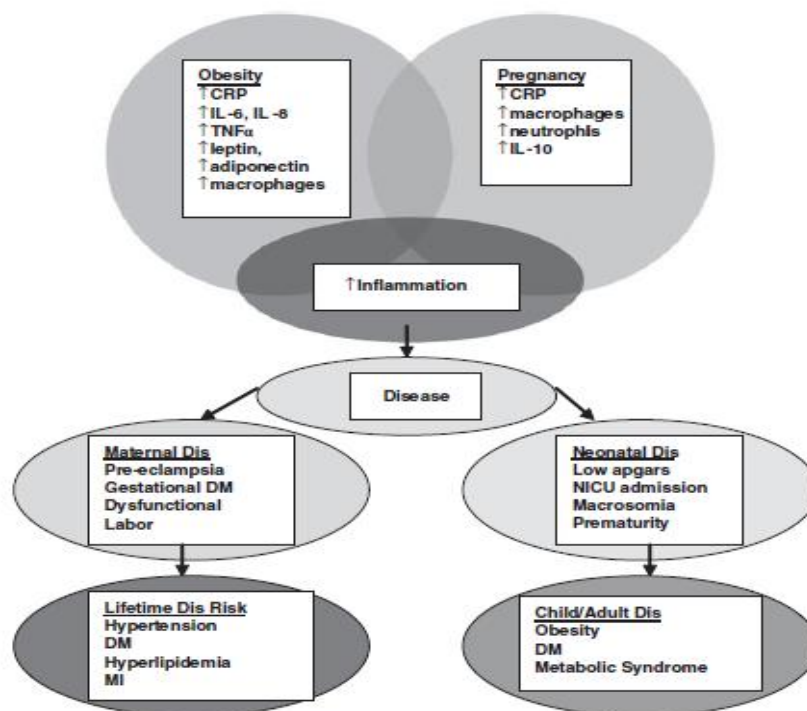 Obesity
↑CRP
↑IL-6, IL-8
↑TNFα
↑leptin,
↑adiponectin
↑macrophages
Pregnancy
↑CRP
↑macrophages
↑neutrophils
↑IL-10
↑Inflammation
Disease
Maternal Dis
Pre-eclampsia
Gestational DM
Dysfunctional
Labor
Neonatal Dis
Low apgars
NICU admission
Macrosomia
Prematurity
Lifetime Dis Risk
Hypertension
DM
Hyperlipidemia
MI
Child/Adult Dis
Obesity
DM
Metabolic Syndrome